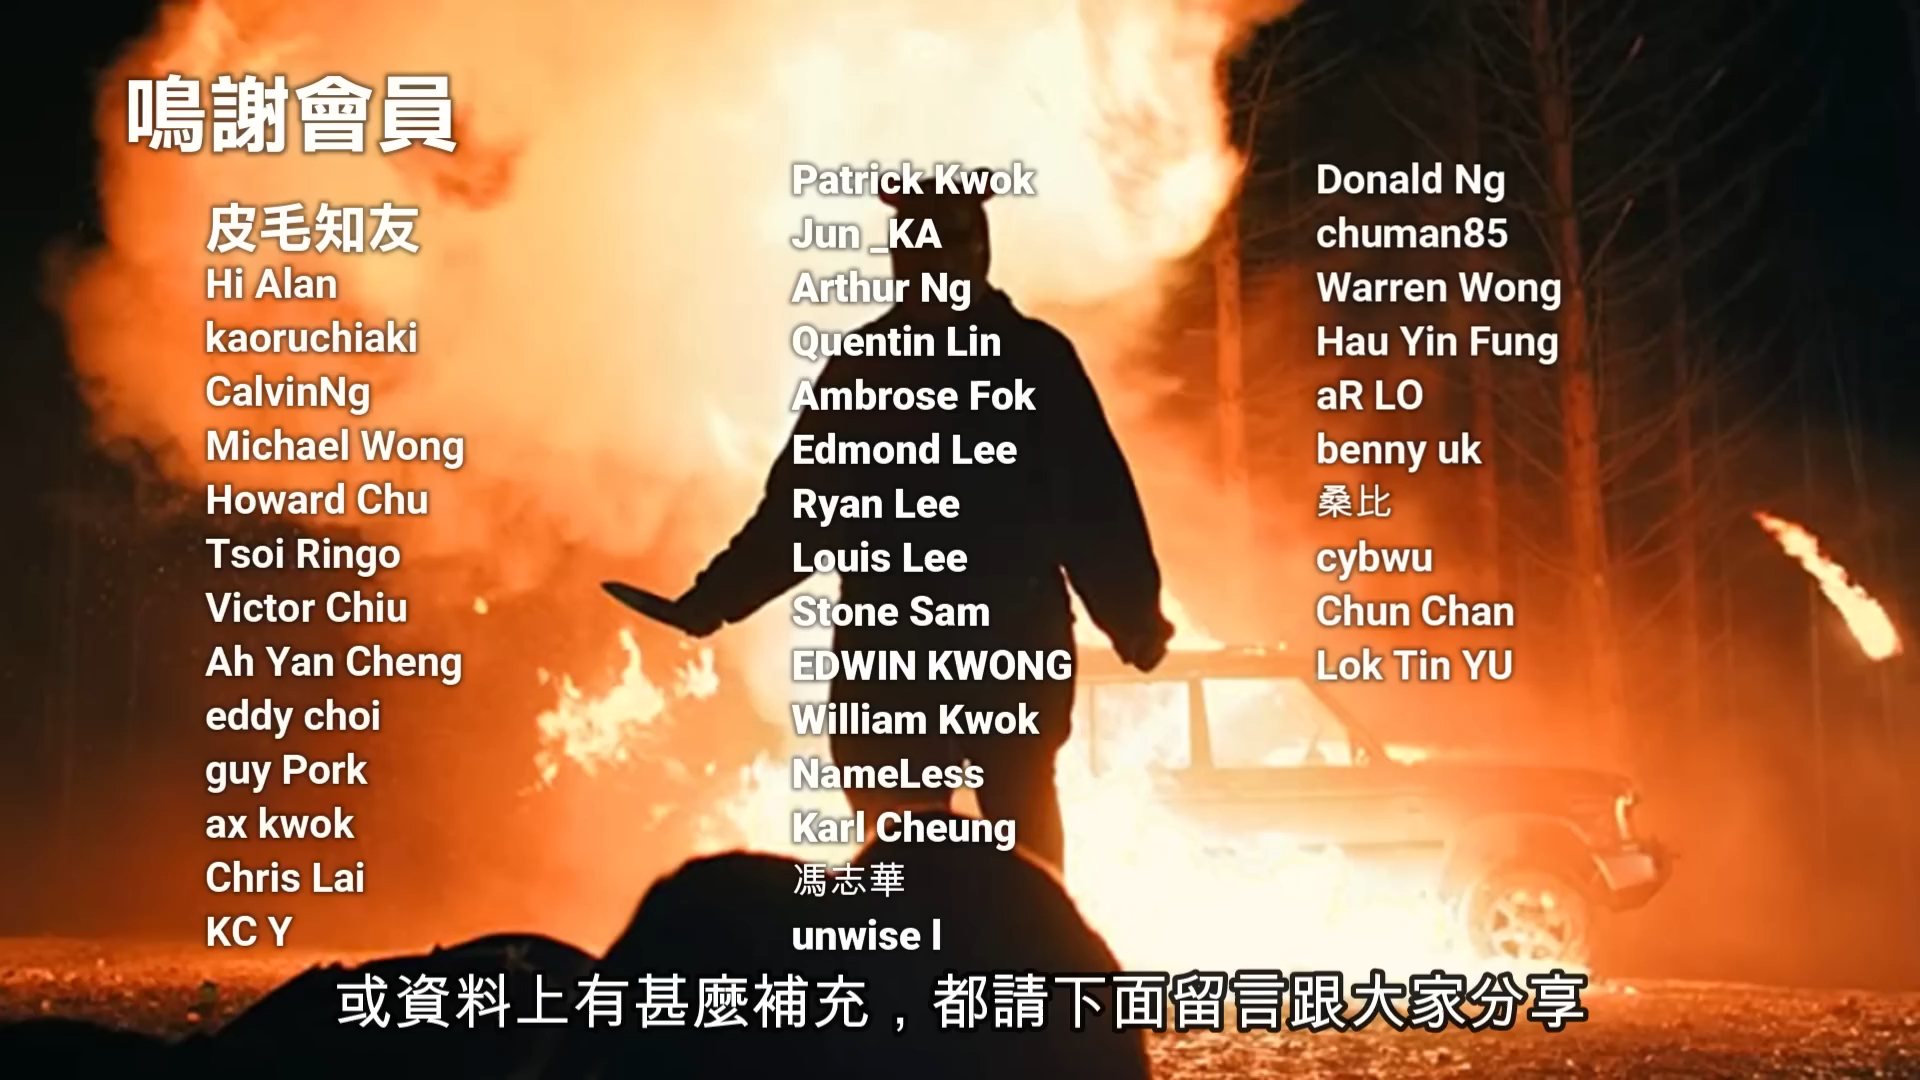 鳴謝會員
皮毛知友
Hi Alan
kaoruchiaki
CalvinNg
Michael Wong
Howard Chu
Tsoi Ringo
Victor Chiu
Ah Yan Cheng
eddy choi
guy Pork
ax kwok
Chris Lai
KC Y
Patrick Kwok
Jun _KA
Arthur Ng
Quentin Lin
Ambrose Fok
Edmond Lee
Ryan Lee
Louis Lee
Stone Sam
EDWIN KWONG
William Kwok
NameLess
Karl Cheung
馮志華
unwise l
Donald Ng
chuman85
Warren Wong
Hau Yin Fung
aR LO
benny uk
桑比
cybwu
Chun Chan
Lok Tin YU
或資料上有甚麼補充，都請下面留言跟大家分享